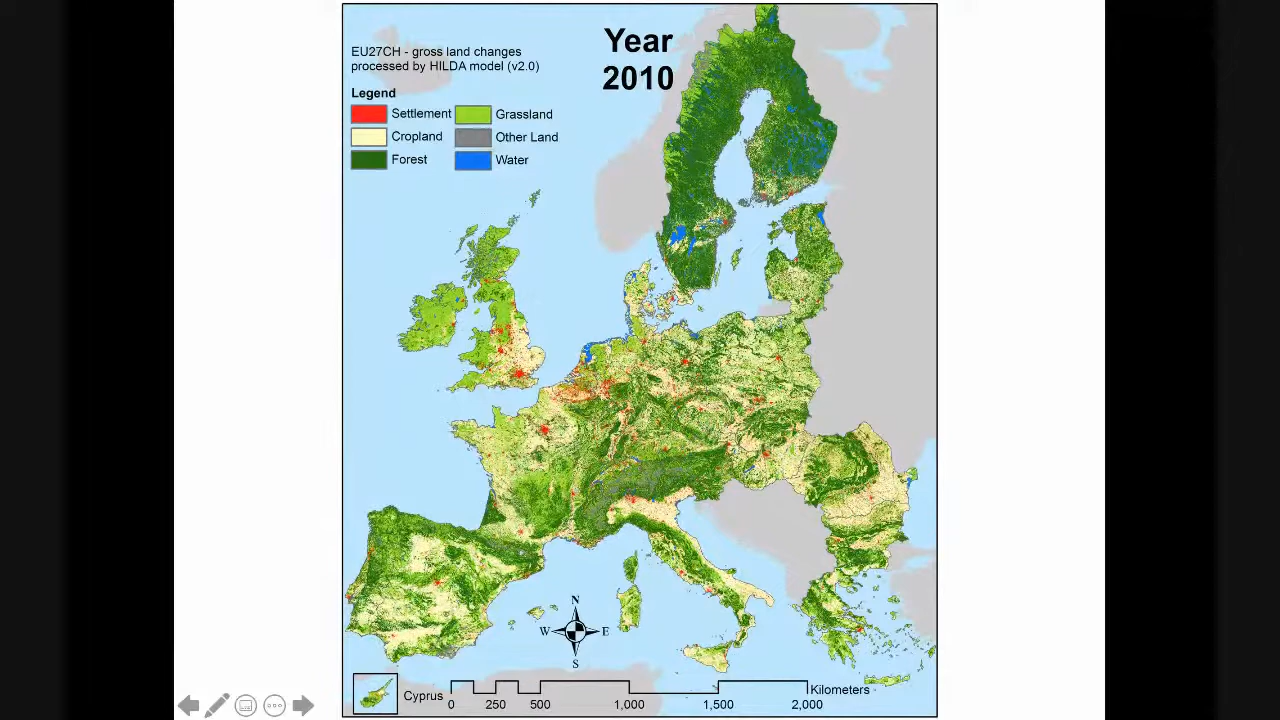 Year
2010
EU27CH - gross land changes
processed by HILDA model (v2.0)
Legend
Settlement
Grassland
Cropland
Other Land
Forest
Water
N
W
E
S
Cyprus
Kilometers
0
250
500
1,000
1,500
2,000